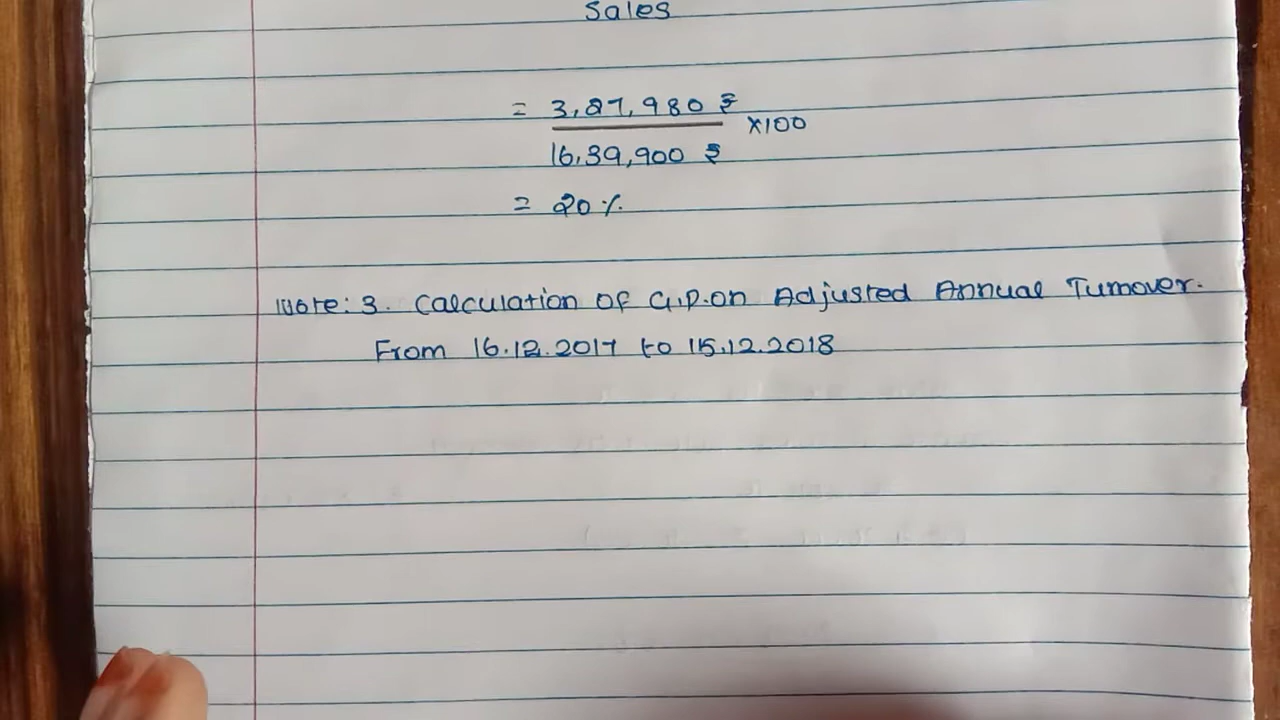 Sales
= 3,27,980 ₹
×100
16,39,900 ₹
= 20 %
Note: 3. Calculation OF G.P. on Adjusted Annual Turnover.
From 16.12.2017 to 15.12.2018